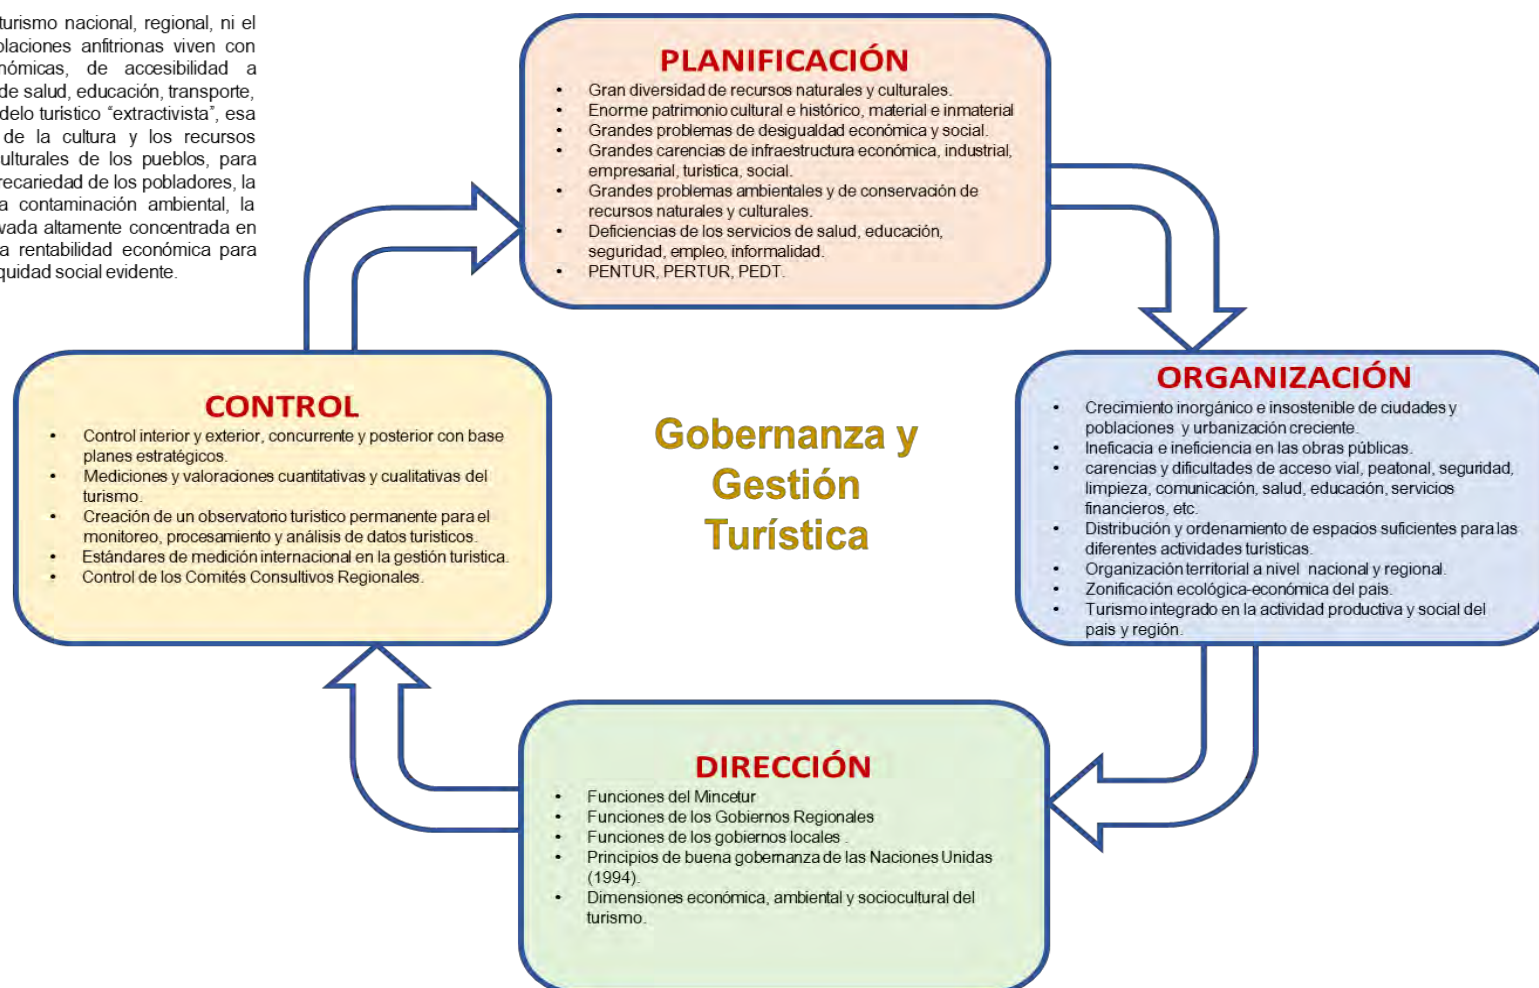 turismo nacional, regional, ni el
blaciones anfitrionas viven con
nómicas, de accesibilidad a
de salud, educación, transporte,
delo turístico “extractivista”, esa
de la cultura y los recursos
ulturales de los pueblos, para
recariedad de los pobladores, la
a contaminación ambiental, la
vada altamente concentrada en
a rentabilidad económica para
quidad social evidente.
PLANIFICACIÓN
• Gran diversidad de recursos naturales y culturales.
• Enorme patrimonio cultural e histórico, material e inmaterial
• Grandes problemas de desigualdad económica y social.
• Grandes carencias de infraestructura económica, industrial,
empresarial, turística, social.
• Grandes problemas ambientales y de conservación de
recursos naturales y culturales.
• Deficiencias de los servicios de salud, educación,
seguridad, empleo, informalidad.
• PENTUR, PERTUR, PEDT.
CONTROL
• Control interior y exterior, concurrente y posterior con base
planes estratégicos.
• Mediciones y valoraciones cuantitativas y cualitativas del
turismo.
• Creación de un observatorio turístico permanente para el
monitoreo, procesamiento y análisis de datos turísticos.
• Estándares de medición internacional en la gestión turística.
• Control de los Comités Consultivos Regionales.
Gobernanza y
Gestión
Turística
ORGANIZACIÓN
• Crecimiento inorgánico e insostenible de ciudades y
poblaciones y urbanización creciente.
• Ineficacia e ineficiencia en las obras públicas.
• carencias y dificultades de acceso vial, peatonal, seguridad,
limpieza, comunicación, salud, educación, servicios
financieros, etc.
• Distribución y ordenamiento de espacios suficientes para las
diferentes actividades turísticas.
• Organización territorial a nivel nacional y regional.
• Zonificación ecológica-económica del país.
• Turismo integrado en la actividad productiva y social del
país y región.
DIRECCIÓN
• Funciones del Mincetur
• Funciones de los Gobiernos Regionales
• Funciones de los gobiernos locales .
• Principios de buena gobernanza de las Naciones Unidas
(1994).
• Dimensiones económica, ambiental y sociocultural del
turismo.